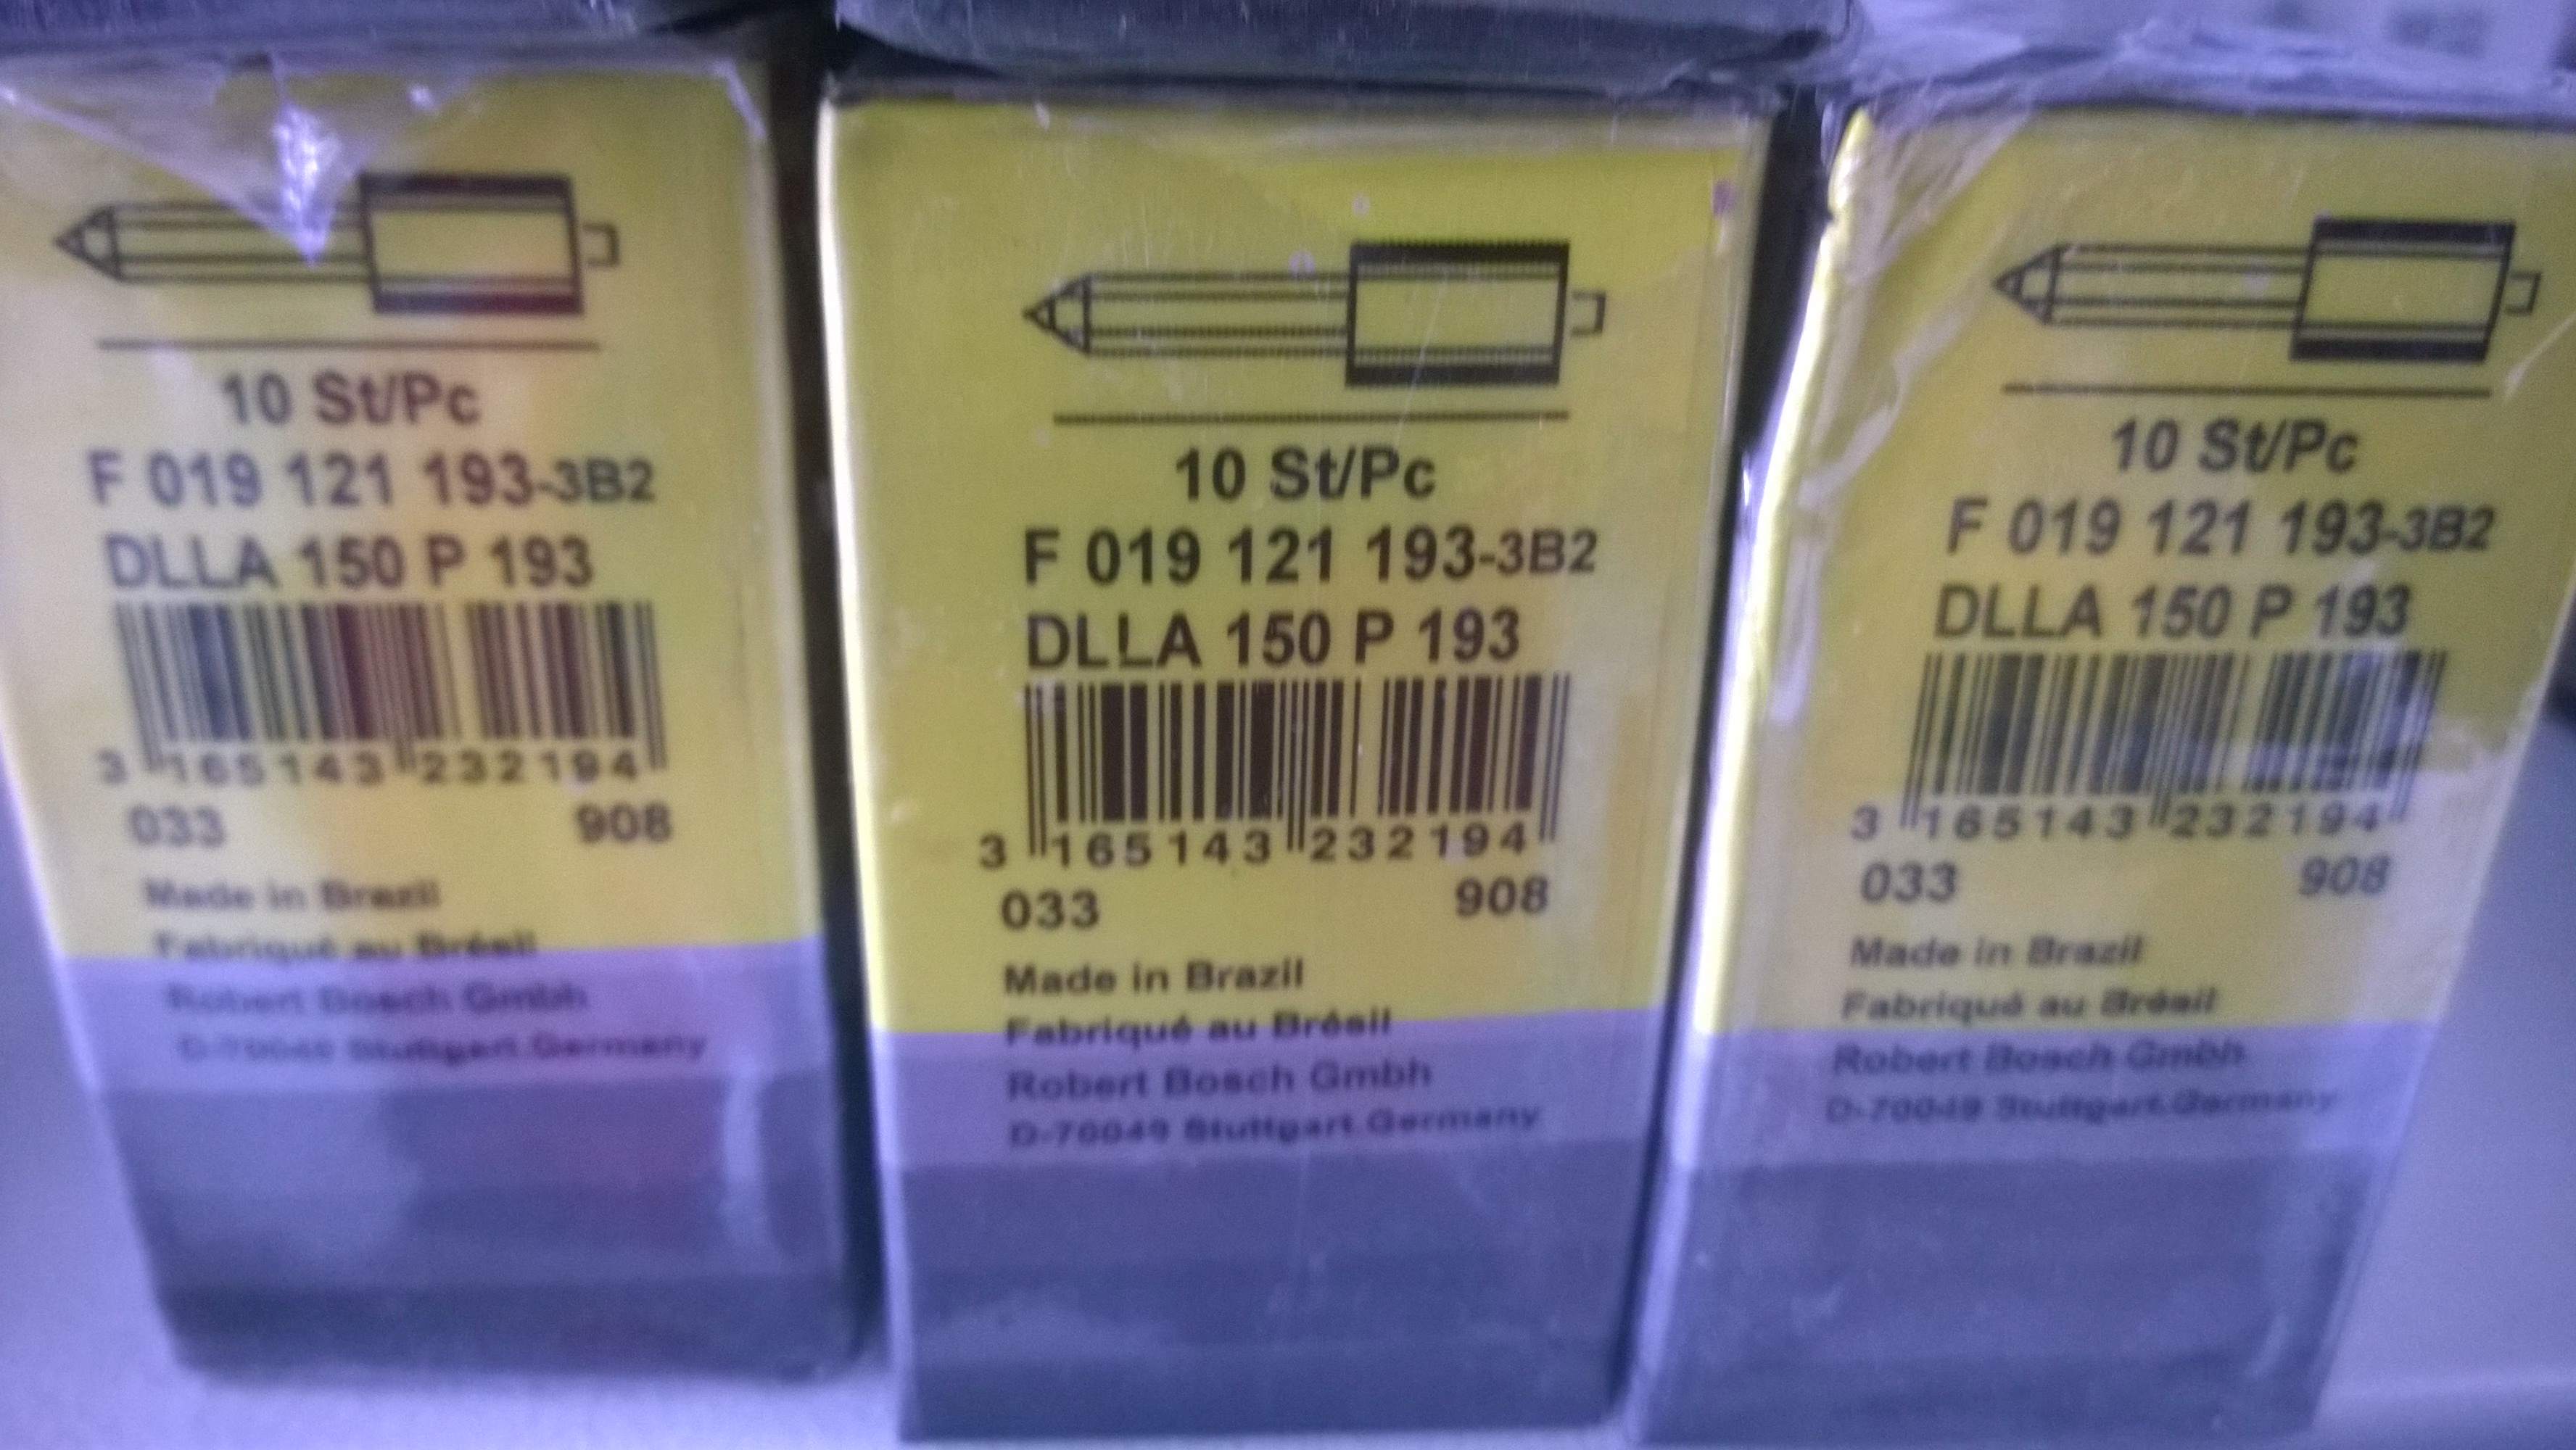 10 St/Pc
F 019 121 193-3B2
DLLA 150 P 193
3 165143 232194
033 908
Made in Brazil
Fabriqué au Brésil
Robert Bosch Gmbh
D-70049 Stuttgart.Germany
10 St/Pc
F 019 121 193-3B2
DLLA 150 P 193
3 165143 232194
033 908
Made in Brazil
Fabriqué au Brésil
Robert Bosch Gmbh
D-70049 Stuttgart.Germany
10 St/Pc
F 019 121 193-3B2
DLLA 150 P 193
3 165143 232194
033 908
Made in Brazil
Fabriqué au Brésil
Robert Bosch Gmbh
D-70049 Stuttgart.Germany